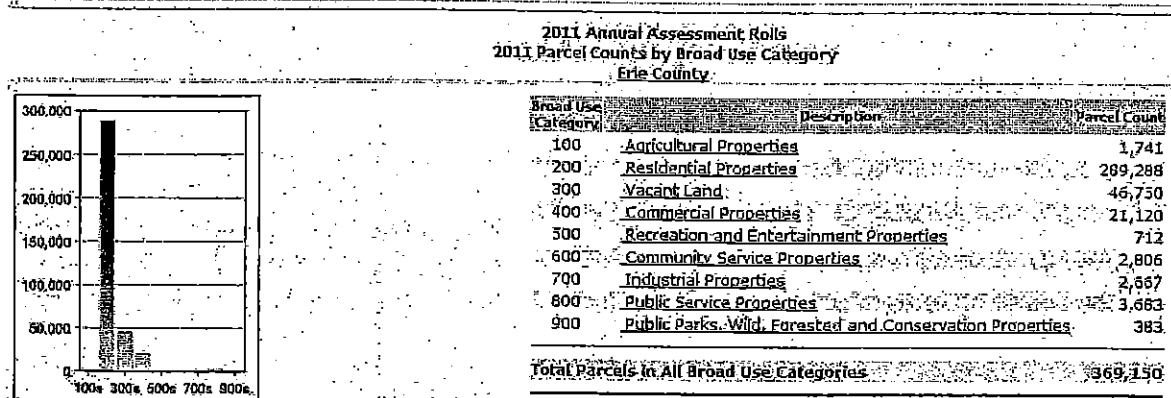 2011 Annual Assessment Rolls
2011 Parcel Counts by Broad Use Category
Erie County
300,000
250,000
200,000
150,000
100,000
50,000
0
100s 300s 500s 700s 900s
Broad Use Category Description Parcel Count
100 Agricultural Properties 1,741
200 Residential Properties 289,288
300 Vacant Land 46,750
400 Commercial Properties 21,120
500 Recreation and Entertainment Properties 712
600 Community Service Properties 2,806
700 Industrial Properties 2,667
800 Public Service Properties 3,683
900 Public Parks, Wild, Forested and Conservation Properties 383
Total Parcels in All Broad Use Categories 369,150